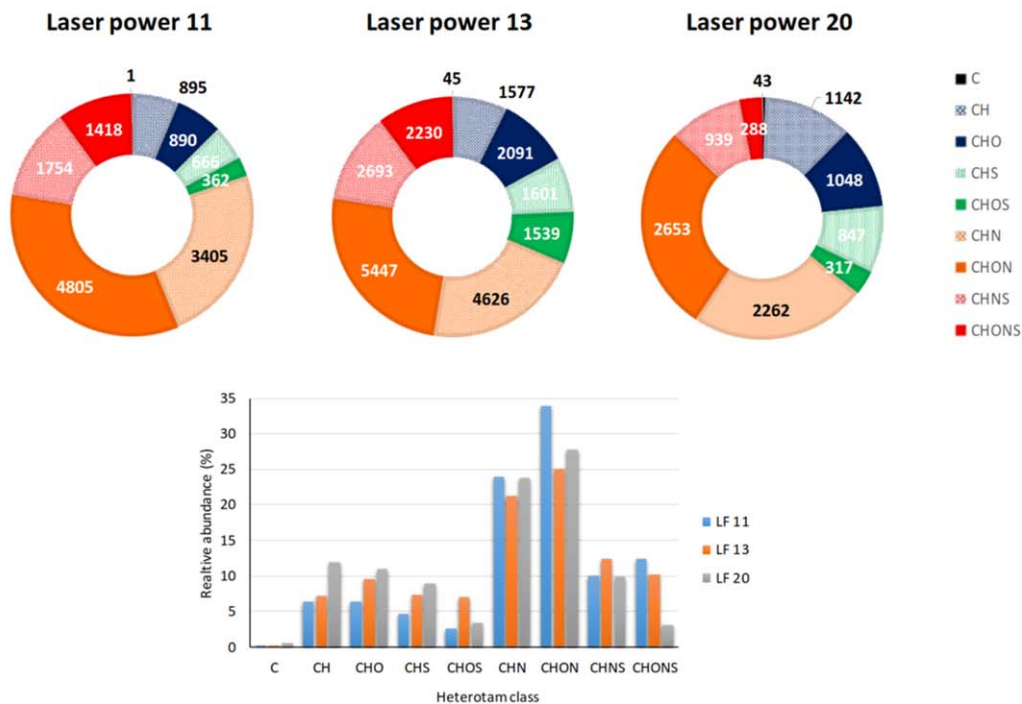 Laser power 11
Laser power 13
Laser power 20
1
895
890
666
362
3405
4805
1754
1418
45
1577
2091
1601
1539
4626
5447
2693
2230
43
1142
1048
847
317
2262
2653
939
288
C
CH
CHO
CHS
CHOS
CHN
CHON
CHNS
CHONS
35
30
25
20
15
10
5
0
Realtive abundance (%)
C CH CHO CHS CHOS CHN CHON CHNS CHONS
Heterotam class
LF 11
LF 13
LF 20